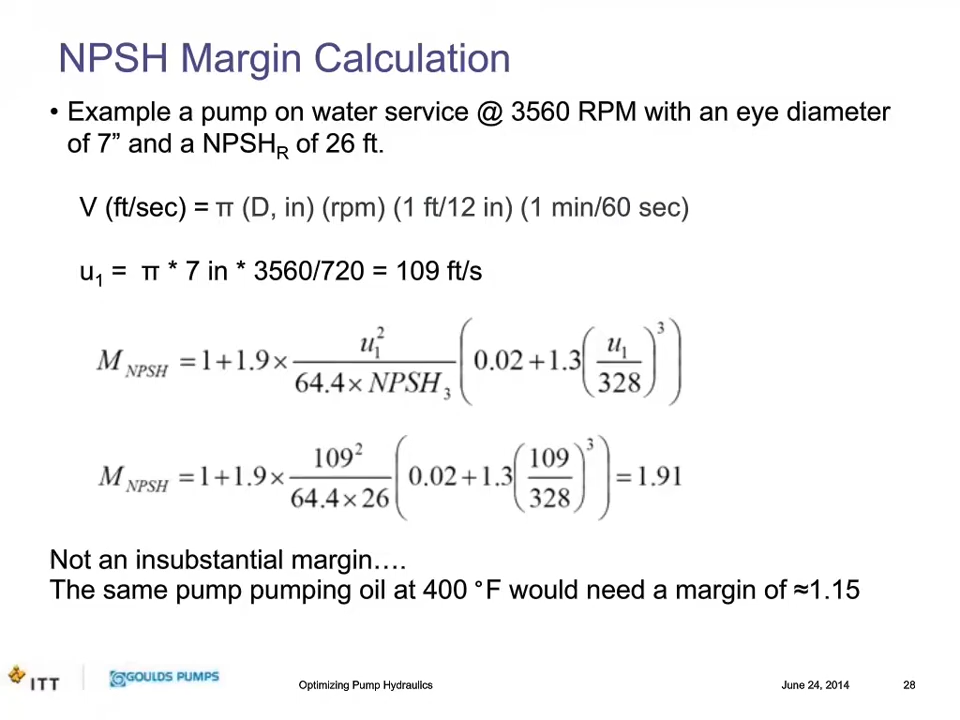 NPSH Margin Calculation
• Example a pump on water service @ 3560 RPM with an eye diameter
of 7” and a NPSH_R of 26 ft.
V (ft/sec) = π (D, in) (rpm) (1 ft/12 in) (1 min/60 sec)
u₁ = π * 7 in * 3560/720 = 109 ft/s
M_NPSH = 1 + 1.9 × u₁² / (64.4 × NPSH₃) (0.02 + 1.3 (u₁ / 328)³)
M_NPSH = 1 + 1.9 × 109² / (64.4 × 26) (0.02 + 1.3 (109 / 328)³) = 1.91
Not an insubstantial margin….
The same pump pumping oil at 400 °F would need a margin of ≈1.15
ITT
GOULDS PUMPS
Optimizing Pump Hydraulics
June 24, 2014
28